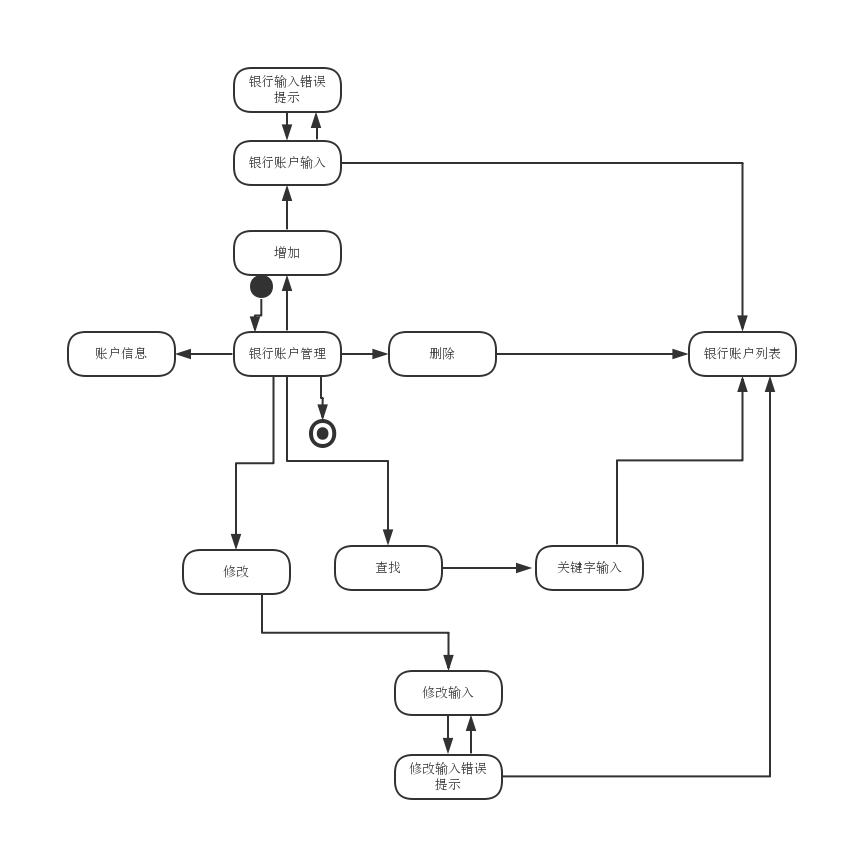 银行输入错误
提示
银行账户输入
增加
账户信息
银行账户管理
删除
银行账户列表
修改
查找
关键字输入
修改输入
修改输入错误
提示